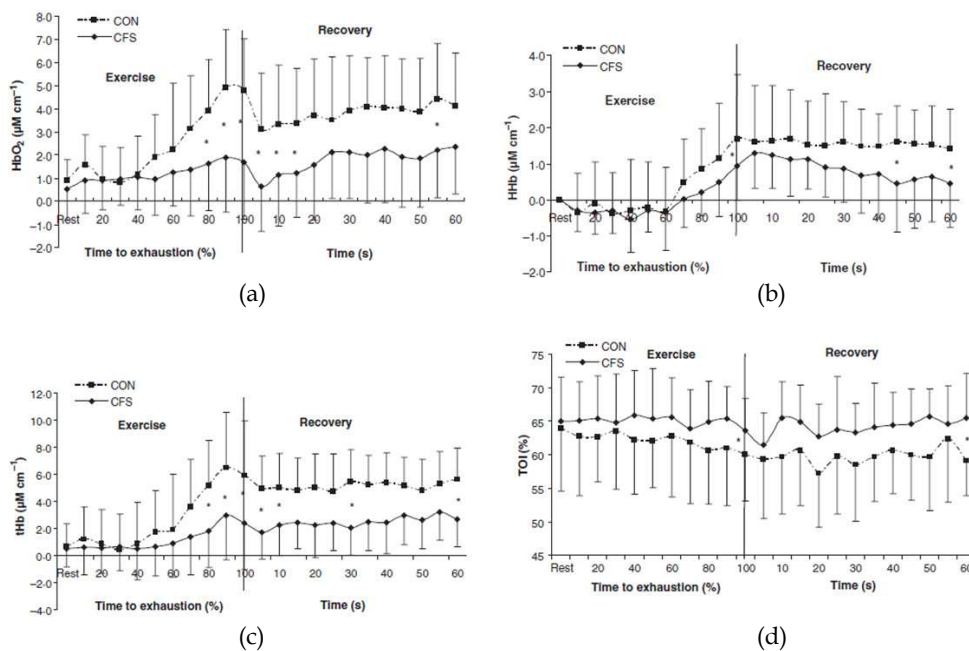 CON
CFS
8·0
7·0
6·0
5·0
4·0
3·0
2·0
1·0
0·0
−1·0
−2·0
HbO₂ (µM cm⁻¹)
Exercise
Recovery
* * * * * * *
Rest 20 40 60 80 100 10 20 30 40 50 60
Time to exhaustion (%)
Time (s)
(a)
CON
CFS
4·0
3·0
2·0
1·0
0·0
−1·0
−2·0
HHb (µM cm⁻¹)
Exercise
Recovery
* * *
Rest 20 40 60 80 100 10 20 30 40 50 60
Time to exhaustion (%)
Time (s)
(b)
CON
CFS
12·0
10·0
8·0
6·0
4·0
2·0
0·0
−2·0
−4·0
tHb (µM cm⁻¹)
Exercise
Recovery
* * * * * * *
Rest 20 40 60 80 100 10 20 30 40 50 60
Time to exhaustion (%)
Time (s)
(c)
CON
CFS
75
70
65
60
55
50
45
TOI (%)
Exercise
Recovery
* *
Rest 20 40 60 80 100 10 20 30 40 50 60
Time to exhaustion (%)
Time (s)
(d)